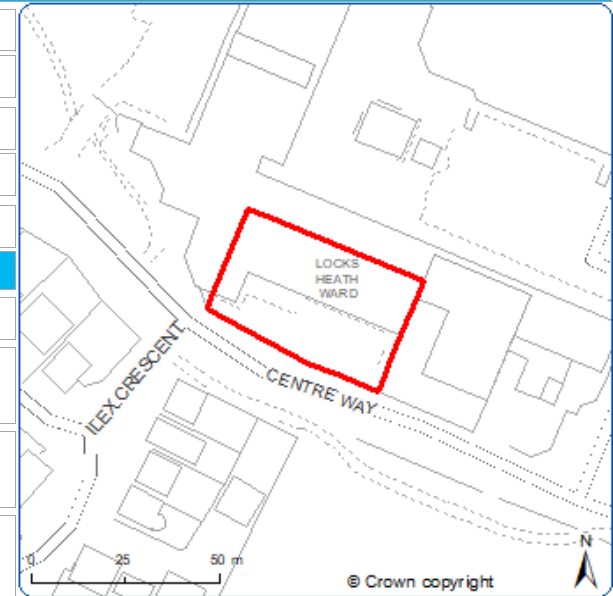 LOCKS
HEATH
WARD
ILEX CRESCENT
CENTRE WAY
N
0 25 50 m
© Crown copyright